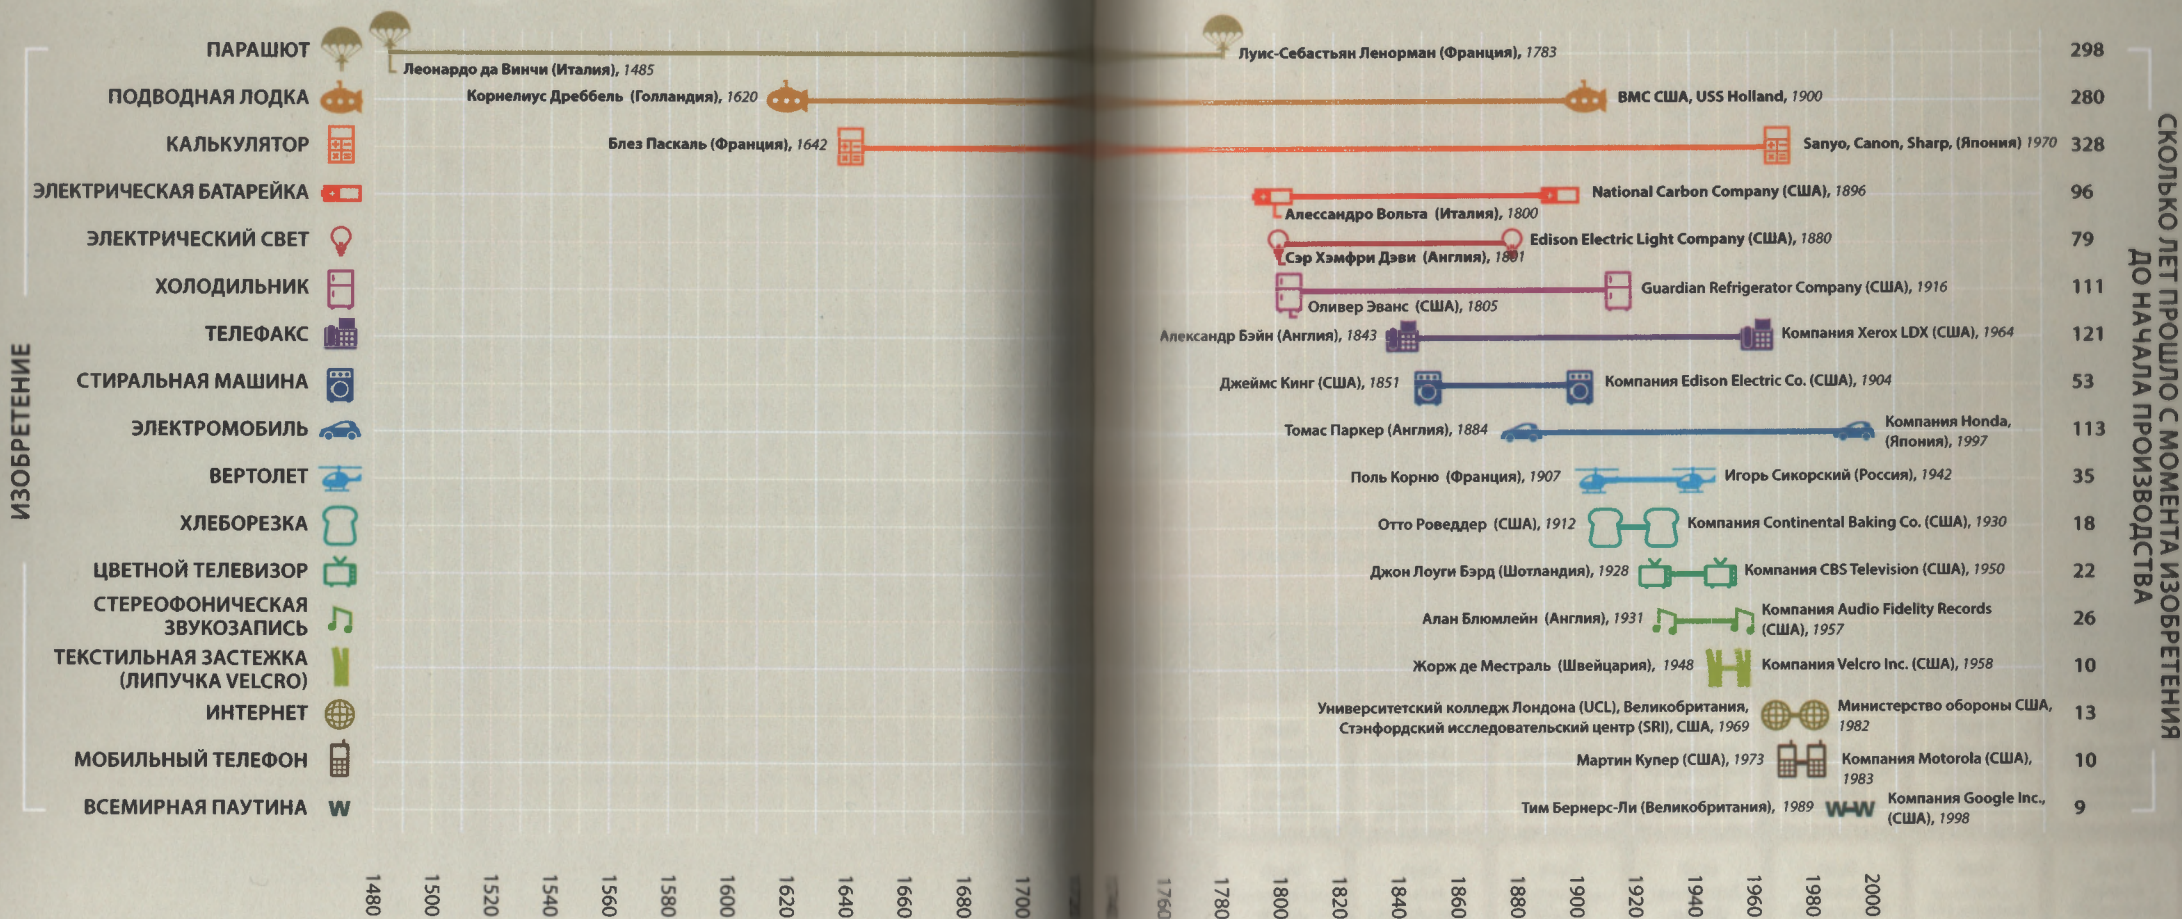 ПАРАШЮТ
Леонардо да Винчи (Италия), 1485
Луис-Себастьян Ленорман (Франция), 1783
298
ПОДВОДНАЯ ЛОДКА
Корнелиус Дреббель (Голландия), 1620
ВМС США, USS Holland, 1900
280
КАЛЬКУЛЯТОР
Блез Паскаль (Франция), 1642
Sanyo, Canon, Sharp, (Япония) 1970
328
ЭЛЕКТРИЧЕСКАЯ БАТАРЕЙКА
Алессандро Вольта (Италия), 1800
National Carbon Company (США), 1896
96
ЭЛЕКТРИЧЕСКИЙ СВЕТ
Сэр Хэмфри Дэви (Англия), 1801
Edison Electric Light Company (США), 1880
79
ХОЛОДИЛЬНИК
Оливер Эванс (США), 1805
Guardian Refrigerator Company (США), 1916
111
ТЕЛЕФАКС
Александр Бэйн (Англия), 1843
Компания Xerox LDX (США), 1964
121
СТИРАЛЬНАЯ МАШИНА
Джеймс Кинг (США), 1851
Компания Edison Electric Co. (США), 1904
53
ЭЛЕКТРОМОБИЛЬ
Томас Паркер (Англия), 1884
Компания Honda,
(Япония), 1997
113
ВЕРТОЛЕТ
Поль Корню (Франция), 1907
Игорь Сикорский (Россия), 1942
35
ХЛЕБОРЕЗКА
Отто Роведдер (США), 1912
Компания Continental Baking Co. (США), 1930
18
ЦВЕТНОЙ ТЕЛЕВИЗОР
Джон Лоуги Бэрд (Шотландия), 1928
Компания CBS Television (США), 1950
22
СТЕРЕОФОНИЧЕСКАЯ
ЗВУКОЗАПИСЬ
Алан Блюмлейн (Англия), 1931
Компания Audio Fidelity Records
(США), 1957
26
ТЕКСТИЛЬНАЯ ЗАСТЕЖКА
(ЛИПУЧКА VELCRO)
Жорж де Местраль (Швейцария), 1948
Компания Velcro Inc. (США), 1958
10
ИНТЕРНЕТ
Университетский колледж Лондона (UCL), Великобритания,
Стэнфордский исследовательский центр (SRI), США, 1969
Министерство обороны США,
1982
13
МОБИЛЬНЫЙ ТЕЛЕФОН
Мартин Купер (США), 1973
Компания Motorola (США),
1983
10
ВСЕМИРНАЯ ПАУТИНА
W
Тим Бернерс-Ли (Великобритания), 1989
W W
Компания Google Inc.,
(США), 1998
9
ИЗОБРЕТЕНИЕ
СКОЛЬКО ЛЕТ ПРОШЛО С МОМЕНТА ИЗОБРЕТЕНИЯ
ДО НАЧАЛА ПРОИЗВОДСТВА
1480 1500 1520 1540 1560 1580 1600 1620 1640 1660 1680 1700 1720 1740 1760 1780 1800 1820 1840 1860 1880 1900 1920 1940 1960 1980 2000